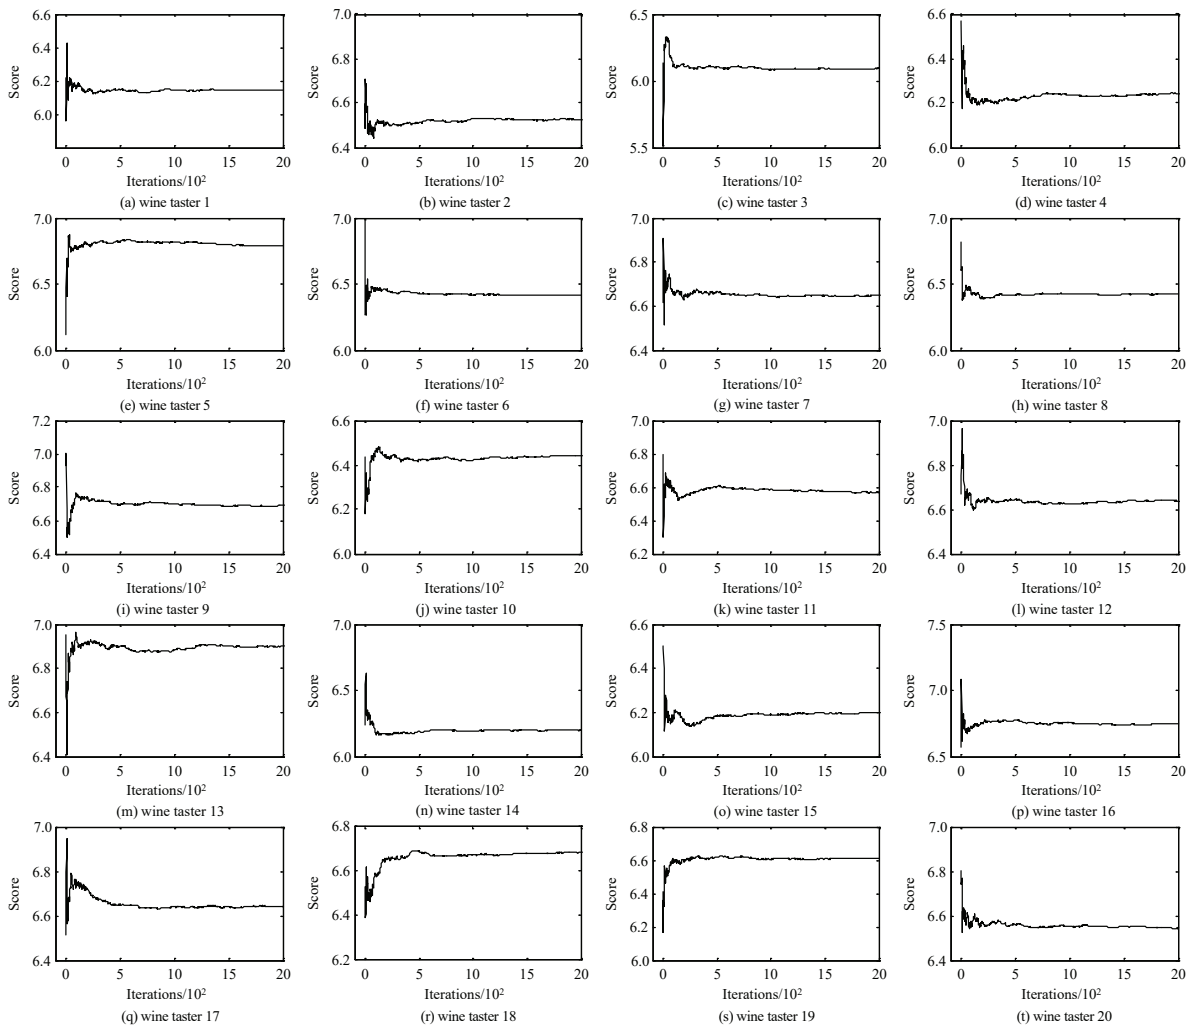 6.6
6.4
6.2
6.0
Score
0 5 10 15 20
Iterations/10²
(a) wine taster 1
7.0
6.8
6.6
6.4
Score
0 5 10 15 20
Iterations/10²
(b) wine taster 2
6.5
6.0
5.5
Score
0 5 10 15 20
Iterations/10²
(c) wine taster 3
6.6
6.4
6.2
6.0
Score
0 5 10 15 20
Iterations/10²
(d) wine taster 4
7.0
6.5
6.0
Score
0 5 10 15 20
Iterations/10²
(e) wine taster 5
7.0
6.5
6.0
Score
0 5 10 15 20
Iterations/10²
(f) wine taster 6
7.0
6.8
6.6
6.4
Score
0 5 10 15 20
Iterations/10²
(g) wine taster 7
7.0
6.5
6.0
Score
0 5 10 15 20
Iterations/10²
(h) wine taster 8
7.2
7.0
6.8
6.6
6.4
Score
0 5 10 15 20
Iterations/10²
(i) wine taster 9
6.6
6.4
6.2
6.0
Score
0 5 10 15 20
Iterations/10²
(j) wine taster 10
7.0
6.8
6.6
6.4
6.2
Score
0 5 10 15 20
Iterations/10²
(k) wine taster 11
7.0
6.8
6.6
6.4
Score
0 5 10 15 20
Iterations/10²
(l) wine taster 12
7.0
6.8
6.6
6.4
Score
0 5 10 15 20
Iterations/10²
(m) wine taster 13
7.0
6.5
6.0
Score
0 5 10 15 20
Iterations/10²
(n) wine taster 14
6.6
6.4
6.2
6.0
Score
0 5 10 15 20
Iterations/10²
(o) wine taster 15
7.5
7.0
6.5
Score
0 5 10 15 20
Iterations/10²
(p) wine taster 16
7.0
6.8
6.6
6.4
Score
0 5 10 15 20
Iterations/10²
(q) wine taster 17
6.8
6.6
6.4
6.2
Score
0 5 10 15 20
Iterations/10²
(r) wine taster 18
6.8
6.6
6.4
6.2
6.0
Score
0 5 10 15 20
Iterations/10²
(s) wine taster 19
7.0
6.8
6.6
6.4
Score
0 5 10 15 20
Iterations/10²
(t) wine taster 20